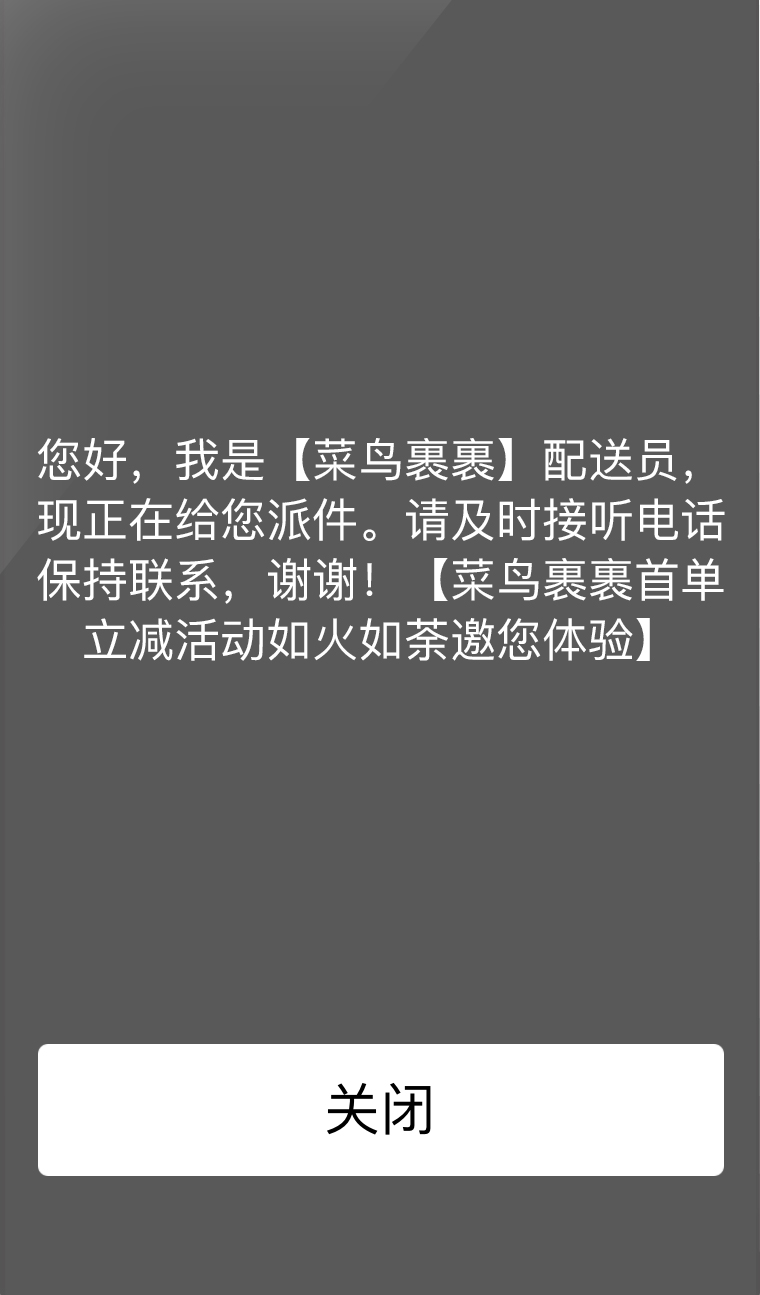 您好，我是【菜鸟裹裹】配送员，
现正在给您派件。请及时接听电话
保持联系，谢谢！【菜鸟裹裹首单
立减活动如火如荼邀您体验】
关闭